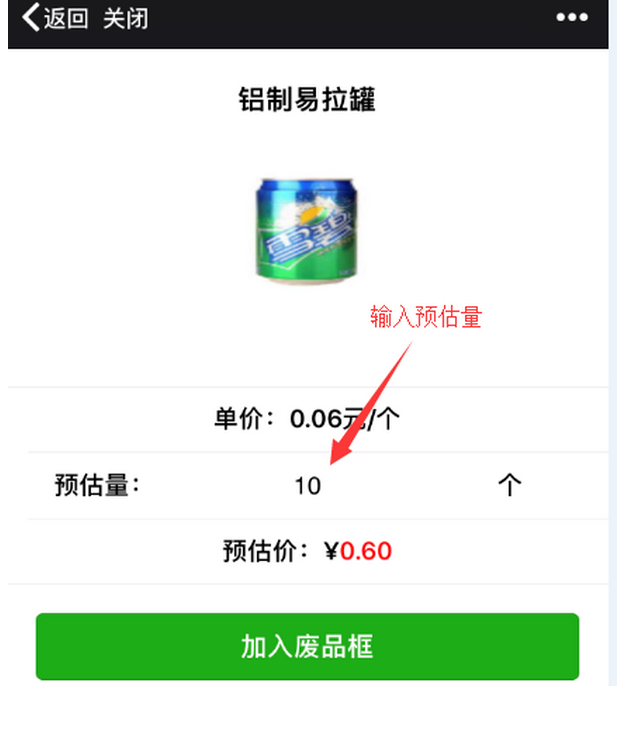 返回 关闭
铝制易拉罐
雪碧
输入预估量
单价：0.06元/个
预估量： 10 个
预估价：¥0.60
加入废品框